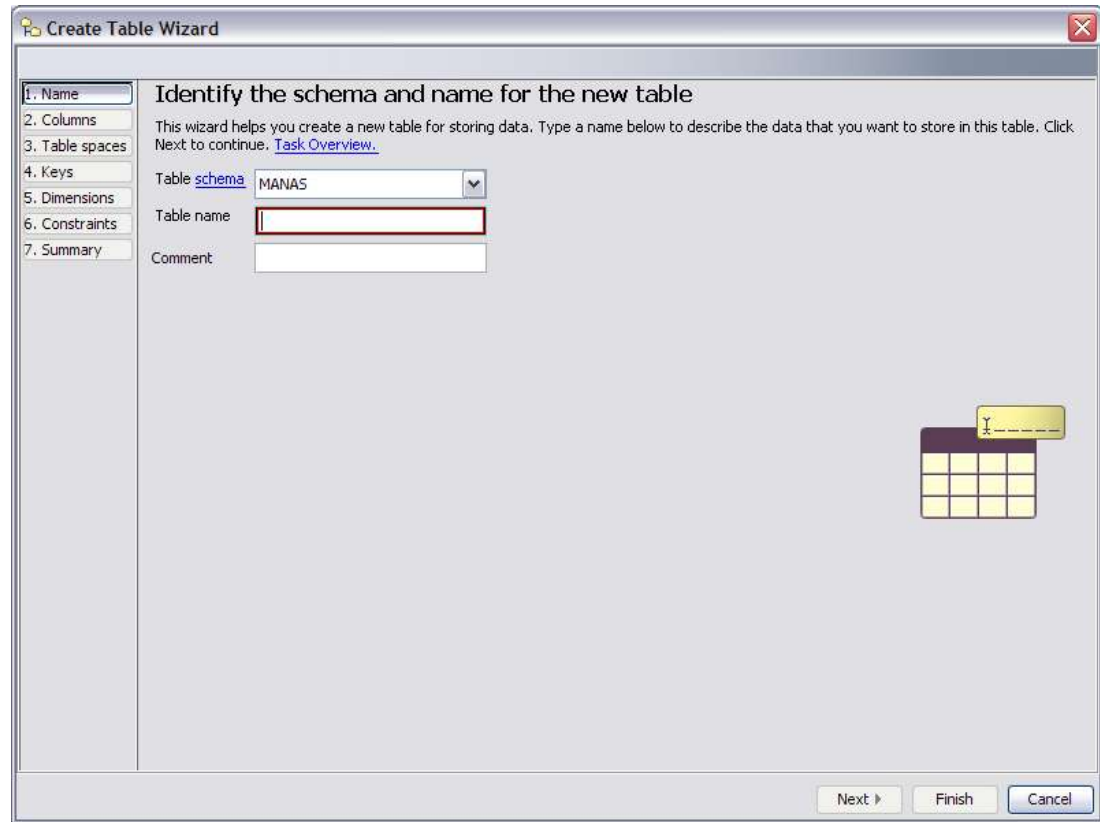 Create Table Wizard
1. Name
2. Columns
3. Table spaces
4. Keys
5. Dimensions
6. Constraints
7. Summary
Identify the schema and name for the new table
This wizard helps you create a new table for storing data. Type a name below to describe the data that you want to store in this table. Click
Next to continue. Task Overview.
Table schema MANAS
Table name
Comment
Next Finish Cancel